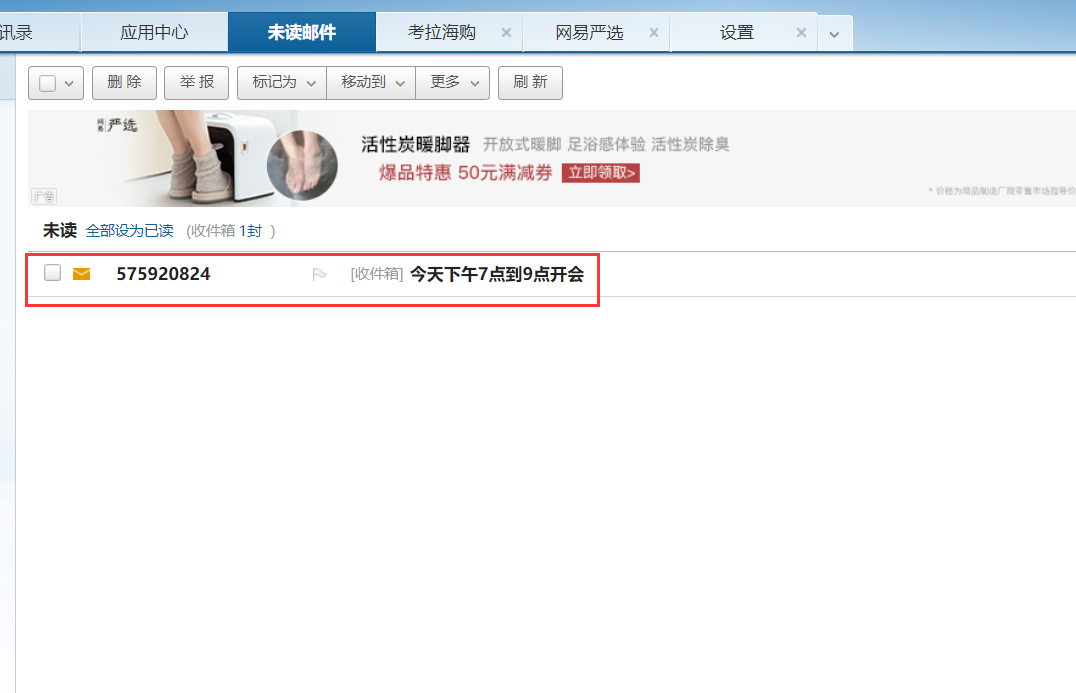 讯录 应用中心 未读邮件 考拉海购 网易严选 设置
删 除 举 报 标记为 移动到 更多 刷 新
网易严选
活性炭暖脚器 开放式暖脚 足浴感体验 活性炭除臭
爆品特惠 50元满减券 立即领取>
* 价格为商品制造厂商零售市场指导价
广告
未读 全部设为已读 (收件箱 1封 )
575920824 [收件箱] 今天下午7点到9点开会